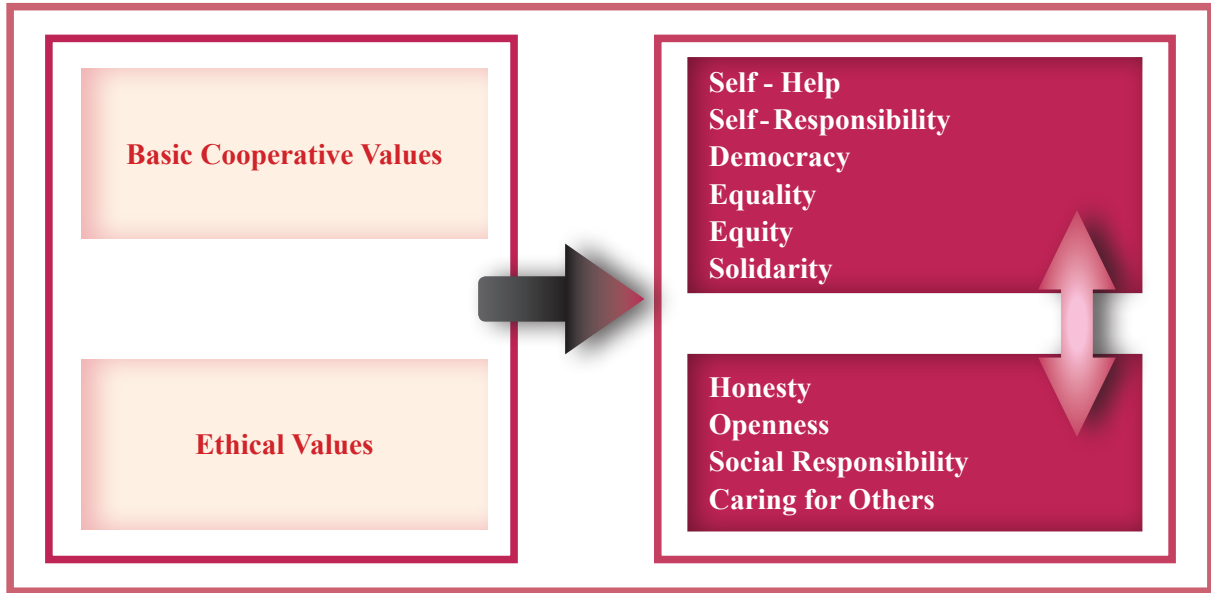 Basic Cooperative Values
Ethical Values
Self - Help
Self - Responsibility
Democracy
Equality
Equity
Solidarity
Honesty
Openness
Social Responsibility
Caring for Others